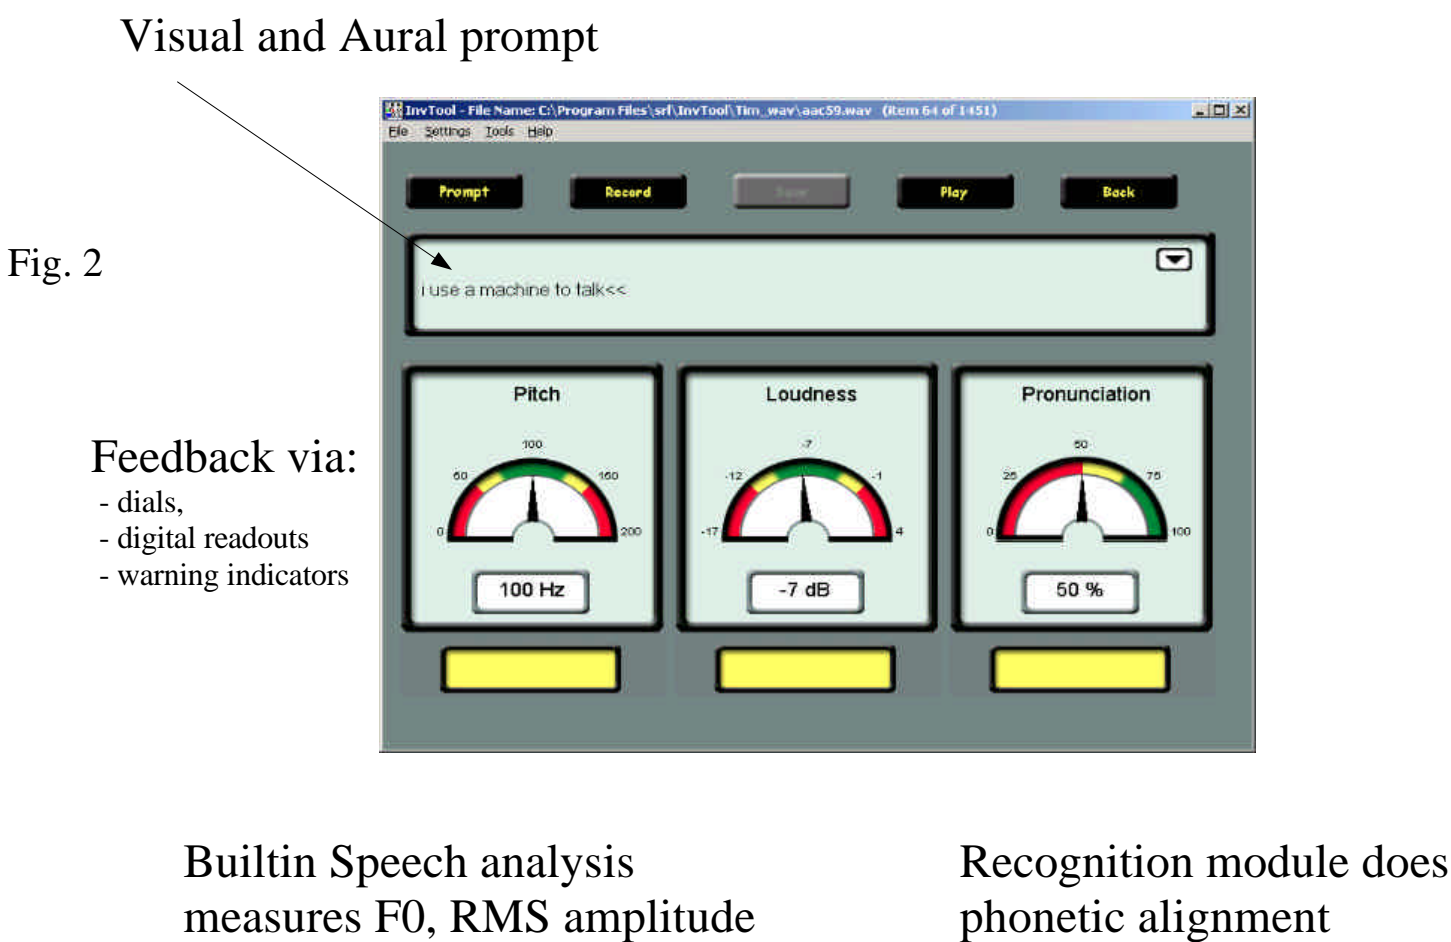 Visual and Aural prompt
InvTool - File Name: C:\Program Files\srl\InvTool\Tim_wav\aac59.wav (Item 64 of 1451)
File Settings Tools Help
Prompt Record Save Play Back
Fig. 2
i use a machine to talk<<
Pitch Loudness Pronunciation
100 -7 50
50 150 -12 -1 25 75
0 200 -17 4 0 100
Feedback via:
- dials,
- digital readouts
- warning indicators
100 Hz -7 dB 50 %
Builtin Speech analysis
measures F0, RMS amplitude
Recognition module does
phonetic alignment